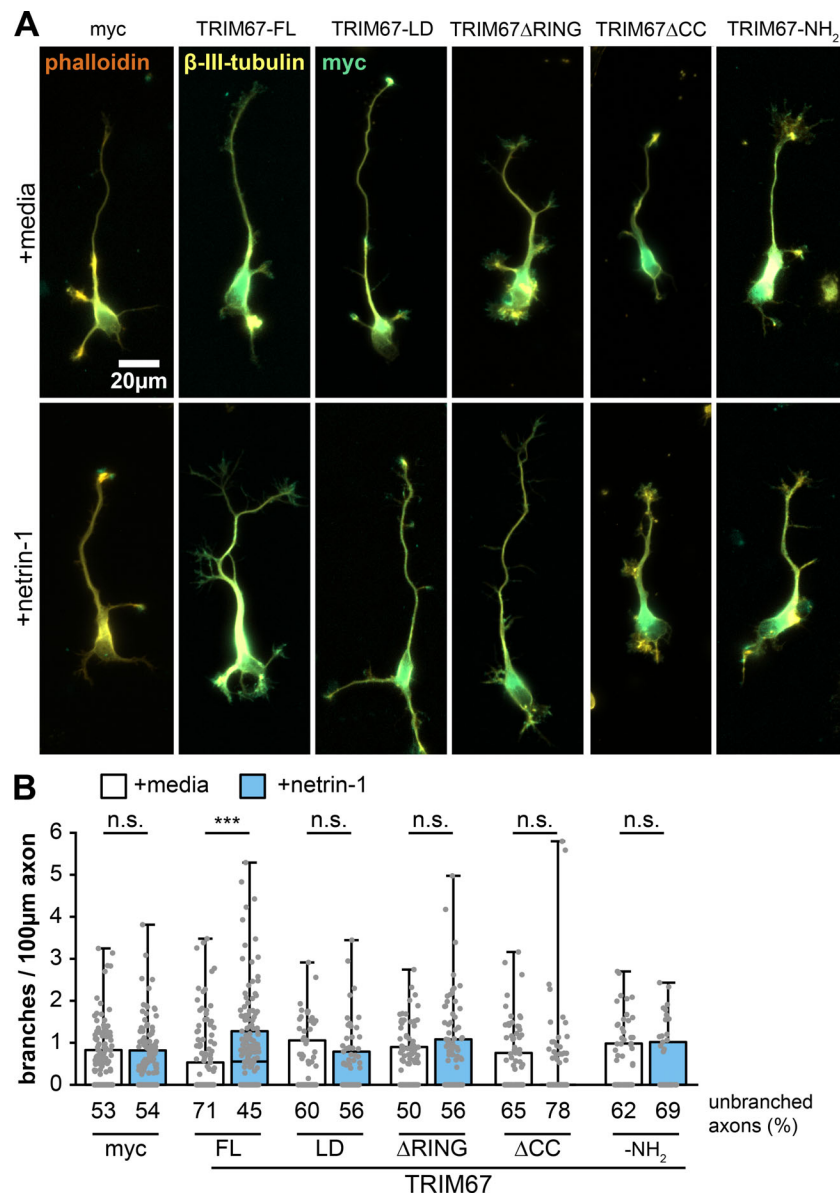 A
myc TRIM67-FL TRIM67-LD TRIM67ΔRING TRIM67ΔCC TRIM67-NH₂
phalloidin β-III-tubulin myc
+media
20µm
+netrin-1
B
+media +netrin-1
n.s. *** n.s. n.s. n.s. n.s.
branches / 100µm axon
6
5
4
3
2
1
0
53 54 71 45 60 56 50 56 65 78 62 69 unbranched
axons (%)
myc FL LD ΔRING ΔCC -NH₂
TRIM67